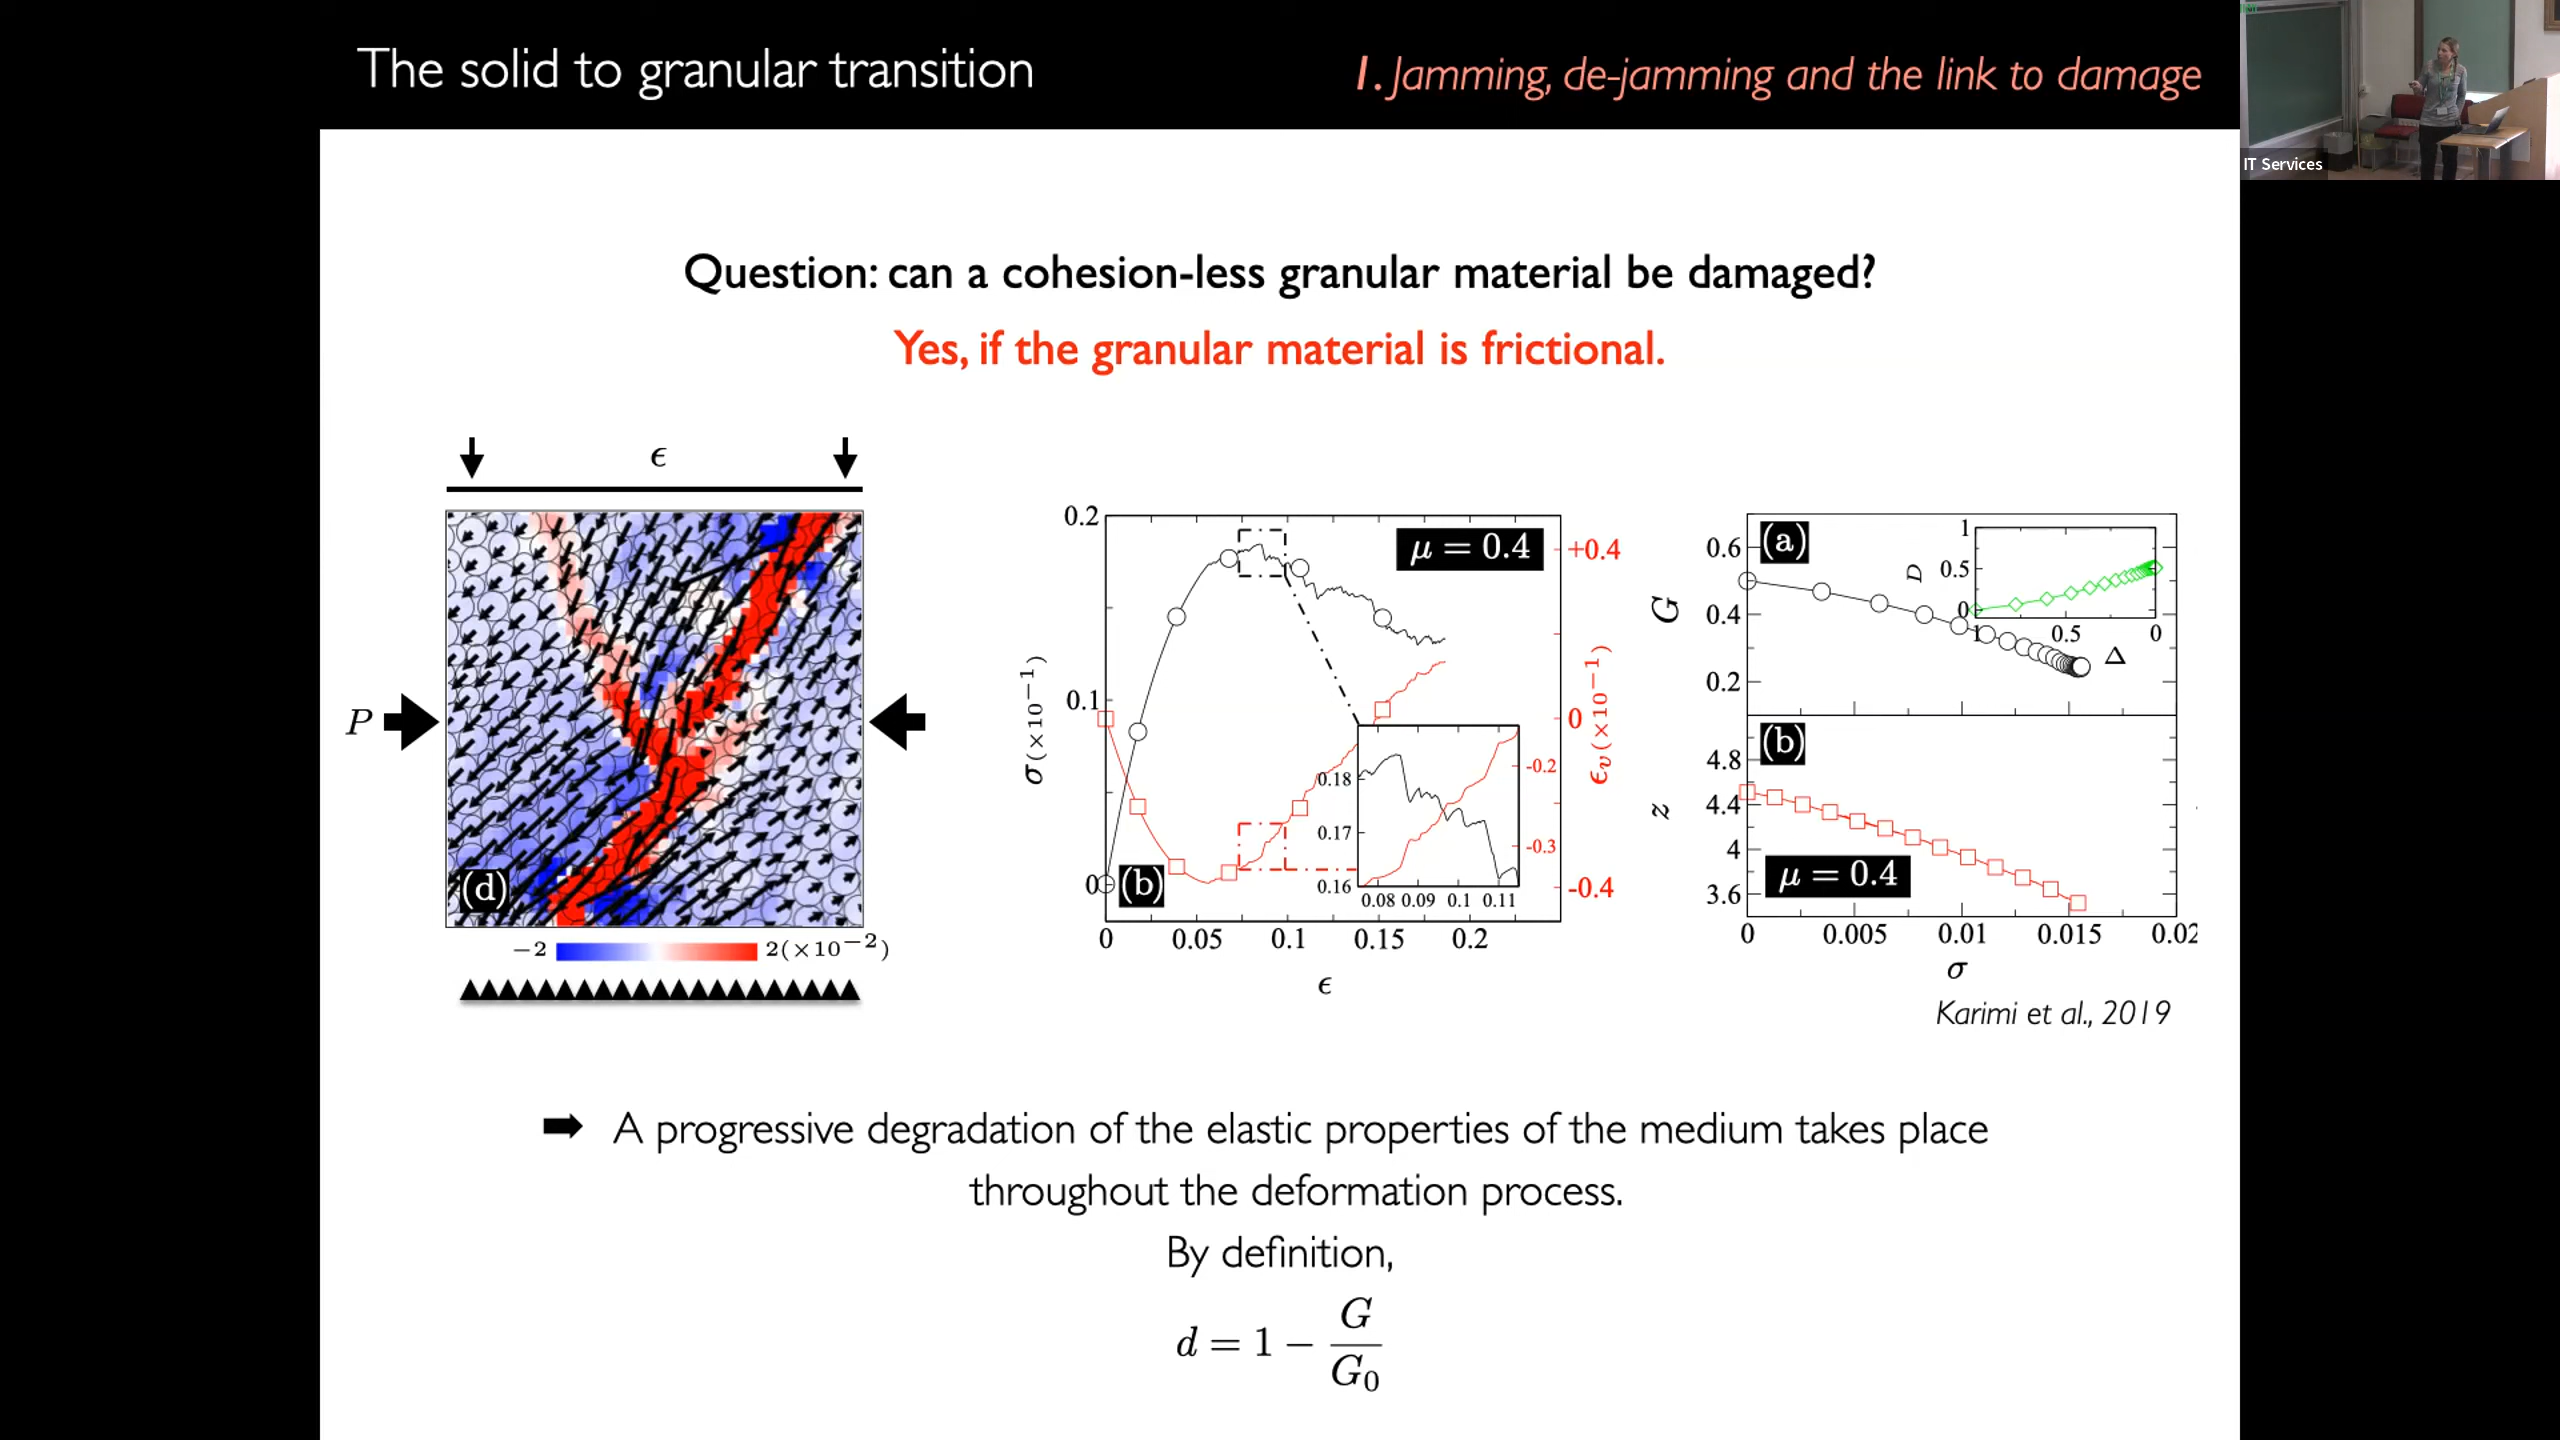 The solid to granular transition
1. Jamming, de-jamming and the link to damage
IT Services
Question: can a cohesion-less granular material be damaged?
Yes, if the granular material is frictional.
ϵ
P
(d)
−2
2(×10⁻²)
0.2
0.1
0
σ(×10⁻¹)
μ = 0.4
+0.4
0
-0.4
ϵᵥ(×10⁻¹)
(b)
0.18
0.17
0.16
-0.2
-0.3
0.08 0.09 0.1 0.11
0 0.05 0.1 0.15 0.2
ϵ
(a)
0.6
0.4
0.2
G
D
1
0.5
0
1 0.5 0
Δ
(b)
4.8
4.4
4
3.6
z
μ = 0.4
0 0.005 0.01 0.015 0.02
σ
Karimi et al., 2019
➡ A progressive degradation of the elastic properties of the medium takes place
throughout the deformation process.
By definition,
d = 1 − G/G₀